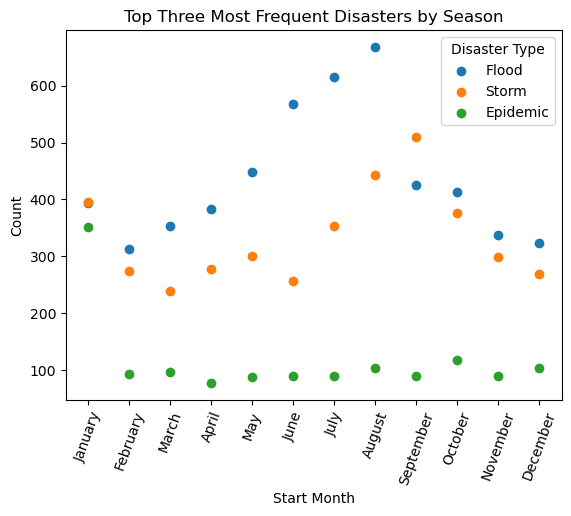 Top Three Most Frequent Disasters by Season
Disaster Type
Flood
Storm
Epidemic
Count
600
500
400
300
200
100
January
February
March
April
May
June
July
August
September
October
November
December
Start Month